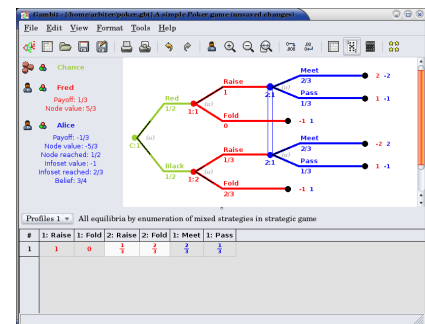 Gambit - [/home/arbiter/poker.gbt] A simple Poker game (unsaved changes)
File Edit View Format Tools Help
Chance
Fred
Payoff: 1/3
Node value: 5/3
Alice
Payoff: -1/3
Node value: -5/3
Node reached: 1/2
Infoset value: -1
Infoset reached: 2/3
Belief: 3/4
C:1
Red
1/2
Black
1/2
1:1
Raise
1
Fold
0
-1 1
1:2
Raise
1/3
Fold
2/3
-1 1
2:1
Meet
2/3
2 -2
Pass
1/3
1 -1
2:1
Meet
2/3
-2 2
Pass
1/3
1 -1
Profiles 1 All equilibria by enumeration of mixed strategies in strategic game
# 1: Raise 1: Fold 2: Raise 2: Fold 1: Meet 1: Pass
1 1 0 1/3 2/3 2/3 1/3